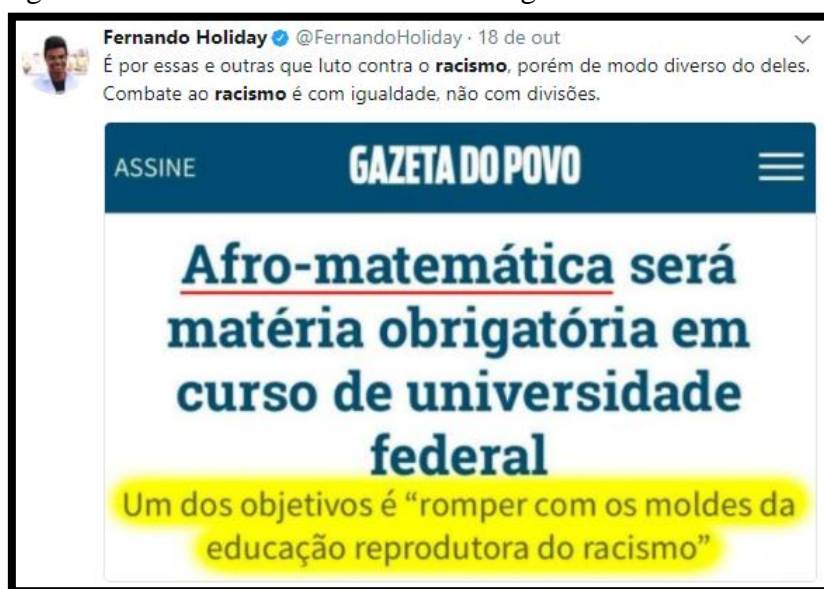 Fernando Holiday @FernandoHoliday · 18 de out
É por essas e outras que luto contra o racismo, porém de modo diverso do deles.
Combate ao racismo é com igualdade, não com divisões.
ASSINE GAZETA DO POVO
Afro-matemática será
matéria obrigatória em
curso de universidade
federal
Um dos objetivos é “romper com os moldes da
educação reprodutora do racismo”